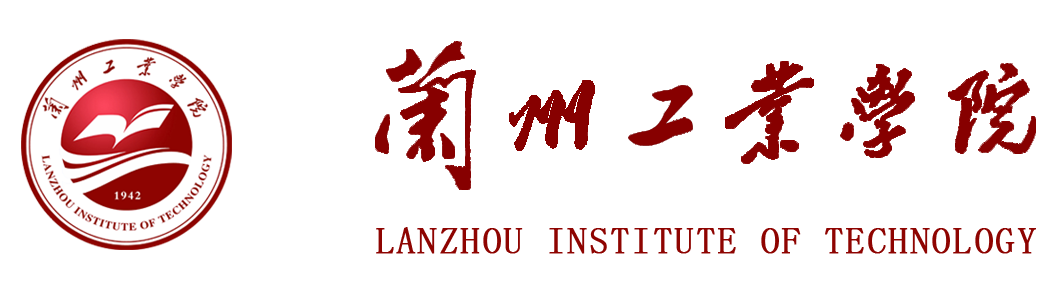 蘭州工業學院
1942
LANZHOU INSTITUTE OF TECHNOLOGY
蘭州工業學院
LANZHOU INSTITUTE OF TECHNOLOGY